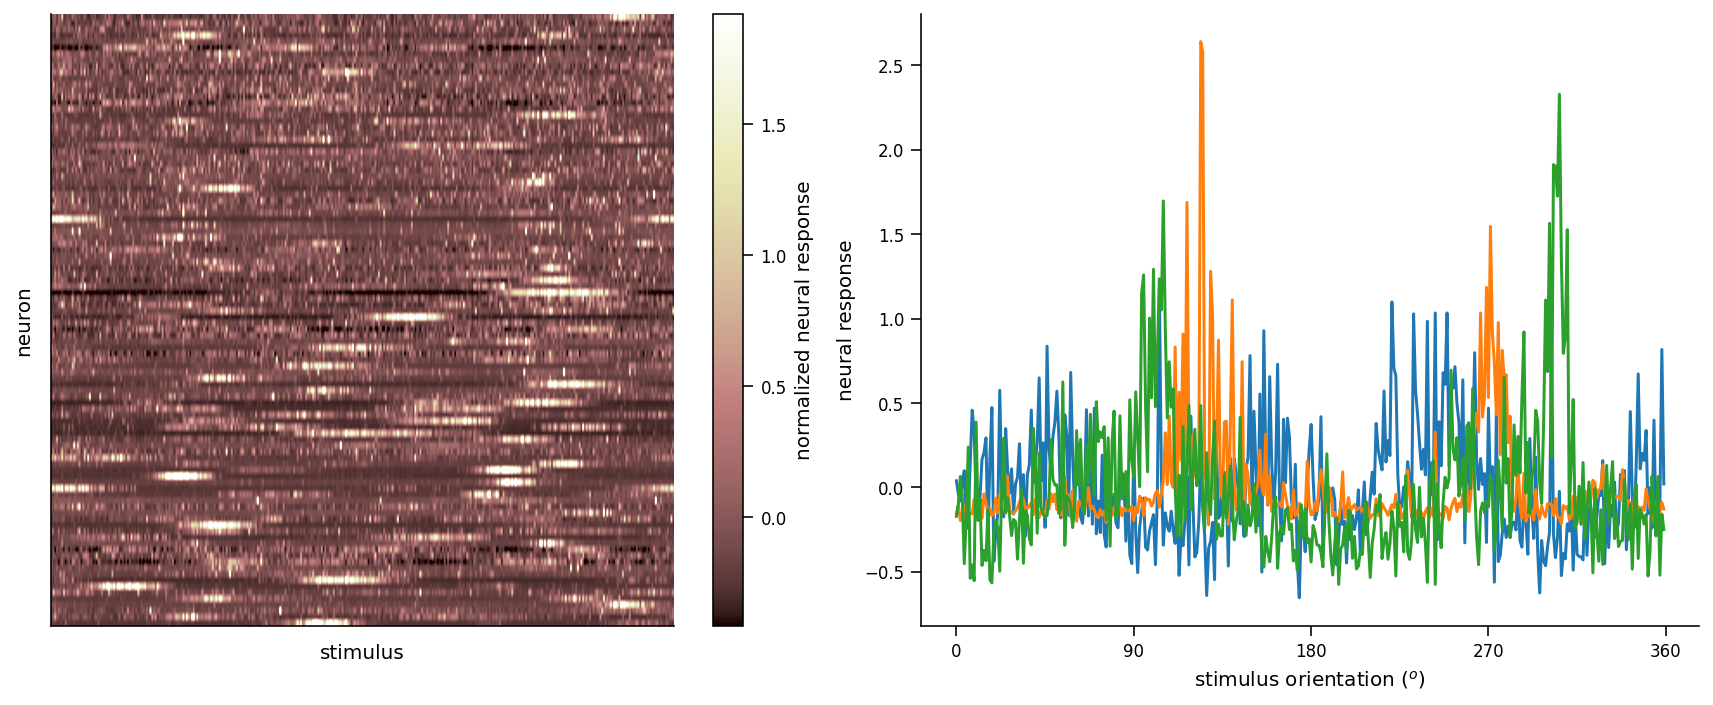 neuron
stimulus
1.5
1.0
0.5
0.0
normalized neural response
neural response
2.5
2.0
1.5
1.0
0.5
0.0
−0.5
0 90 180 270 360
stimulus orientation (°)